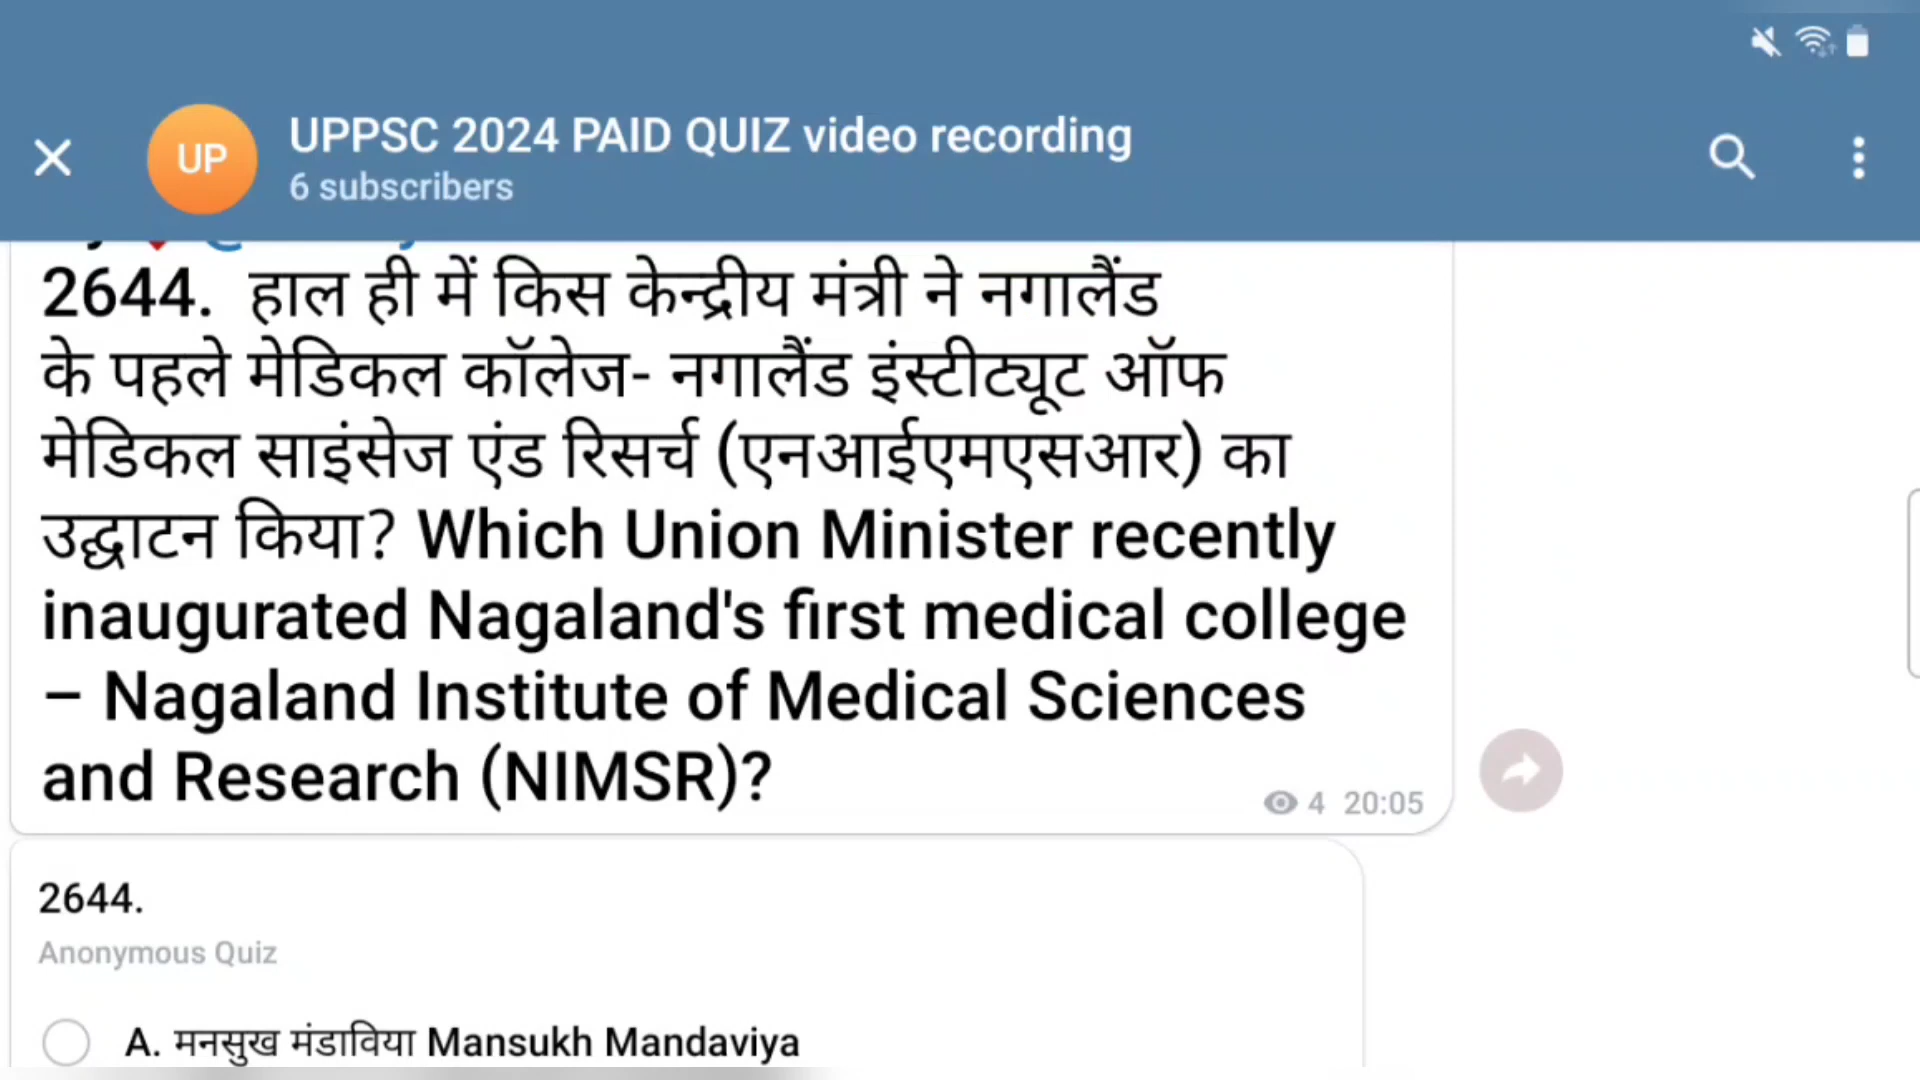 UP
UPPSC 2024 PAID QUIZ video recording
6 subscribers
2644. हाल ही में किस केन्द्रीय मंत्री ने नगालैंड
के पहले मेडिकल कॉलेज- नगालैंड इंस्टीट्यूट ऑफ
मेडिकल साइंसेज एंड रिसर्च (एनआईएमएसआर) का
उद्घाटन किया? Which Union Minister recently
inaugurated Nagaland's first medical college
– Nagaland Institute of Medical Sciences
and Research (NIMSR)?
4 20:05
2644.
Anonymous Quiz
A. मनसुख मंडाविया Mansukh Mandaviya